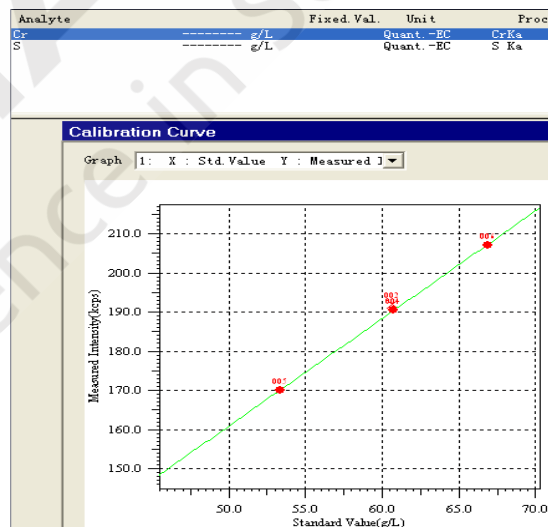 Analyte Fixed. Val. Unit Proc
Cr -------- g/L Quant.-EC CrKa
S -------- g/L Quant.-EC S Ka
Calibration Curve
Graph 1: X : Std.Value Y : Measured I
210.0
200.0
190.0
180.0
170.0
160.0
150.0
Measured Intensity(kcps)
50.0 55.0 60.0 65.0 70.0
Standard Value(g/L)